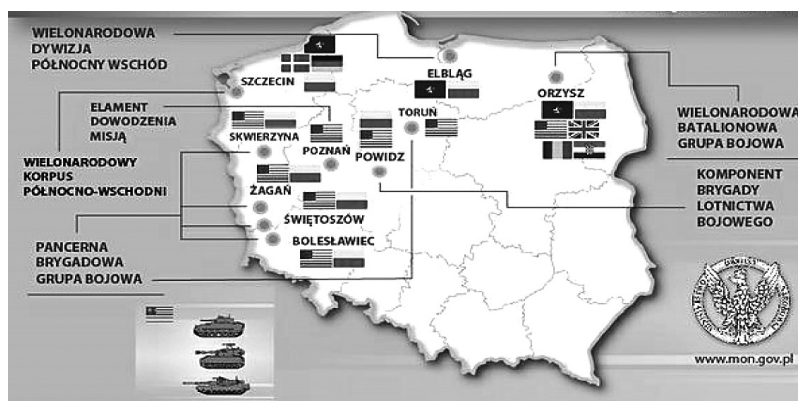 WIELONARODOWA
DYWIZJA
PÓŁNOCNY WSCHÓD
SZCZECIN
ELBLĄG
ORZYSZ
ELAMENT
DOWODZENIA
MISJĄ
SKWIERZYNA
POZNAŃ
POWIDZ
TORUŃ
WIELONARODOWA
BATALIONOWA
GRUPA BOJOWA
WIELONARODOWY
KORPUS
PÓŁNOCNO-WSCHODNI
ŻAGAŃ
ŚWIĘTOSZÓW
BOLESŁAWIEC
KOMPONENT
BRYGADY
LOTNICTWA
BOJOWEGO
PANCERNA
BRYGADOWA
GRUPA BOJOWA
www.mon.gov.pl